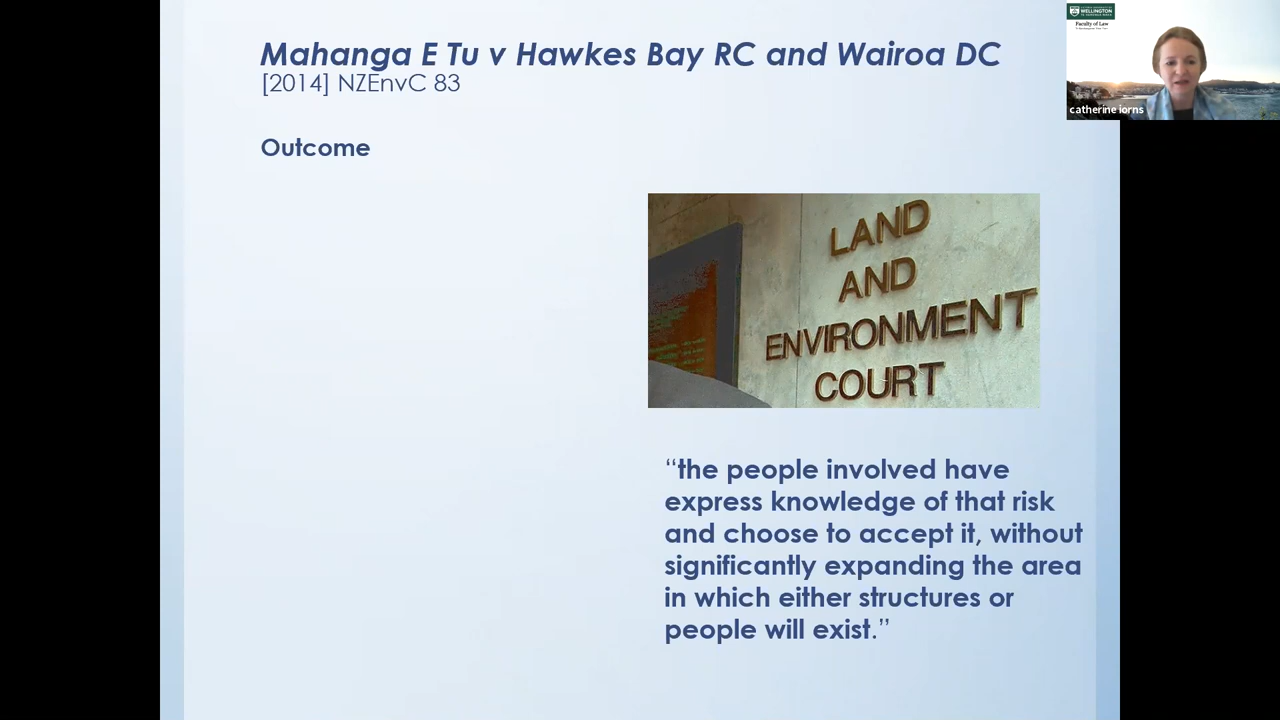 Mahanga E Tu v Hawkes Bay RC and Wairoa DC
[2014] NZEnvC 83
Outcome
LAND
AND
ENVIRONMENT
COURT
“the people involved have
express knowledge of that risk
and choose to accept it, without
significantly expanding the area
in which either structures or
people will exist.”
WELLINGTON
Faculty of Law
catherine iorns